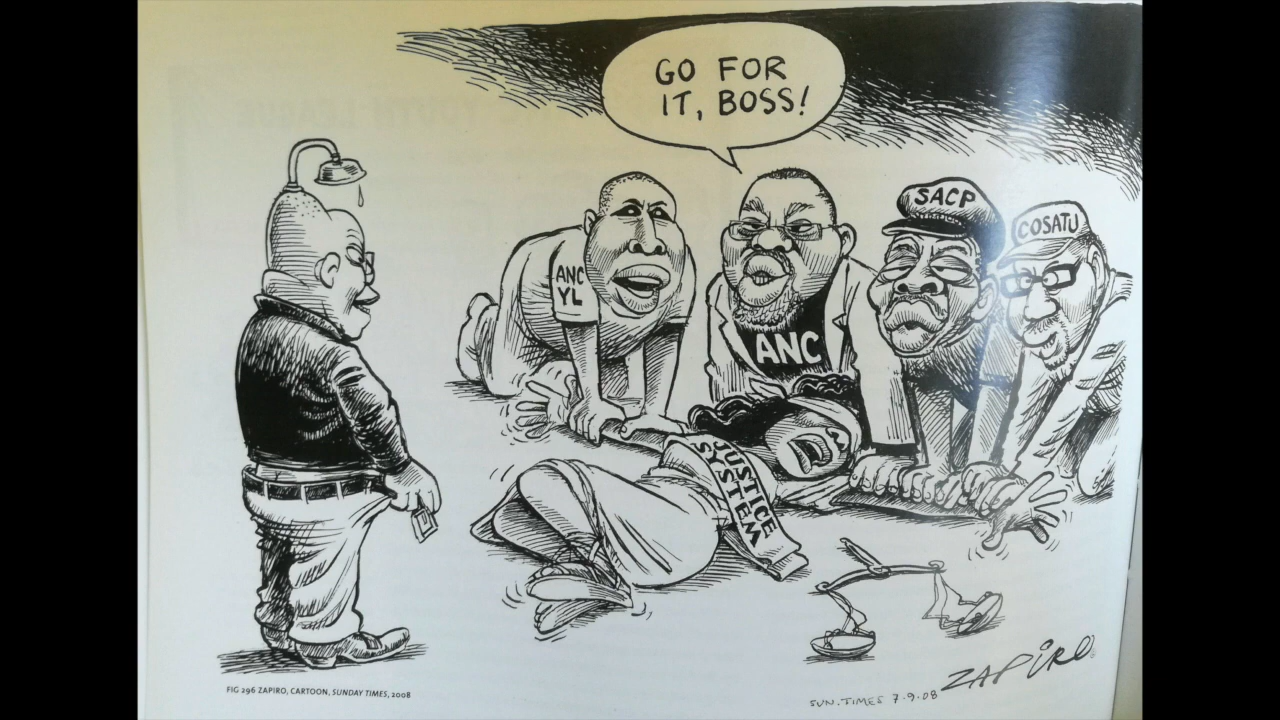 GO FOR
IT, BOSS!
SACP
COSATU
ANC
YL
ANC
JUSTICE
SYSTEM
ZAPIRO
FIG 296 ZAPIRO, CARTOON, SUNDAY TIMES, 2008
SUN. TIMES 7.9.08